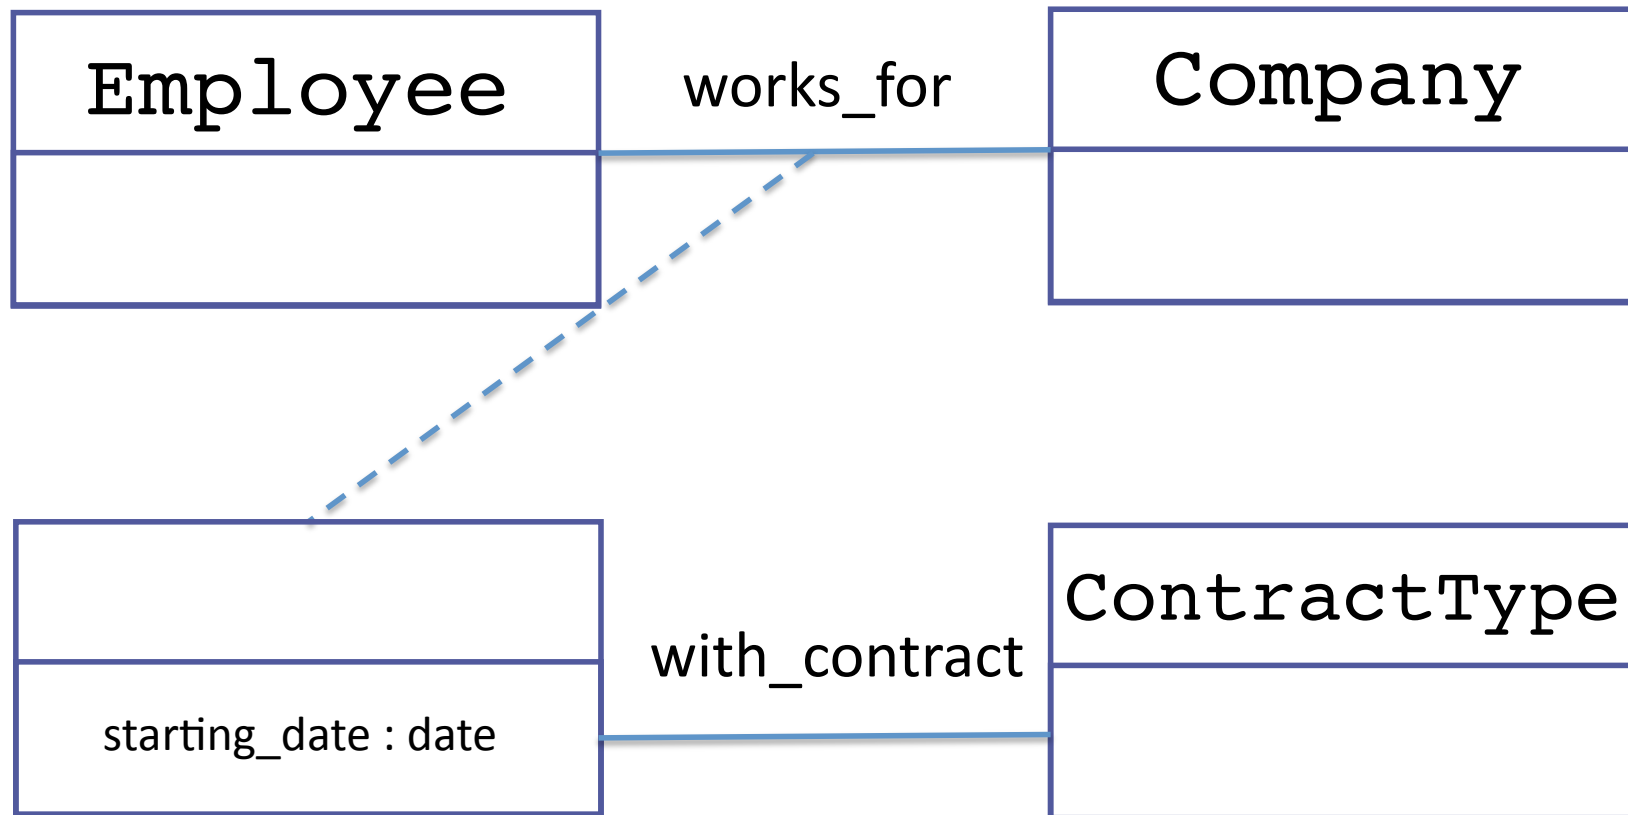 Employee
works_for
Company
with_contract
ContractType
starting_date : date